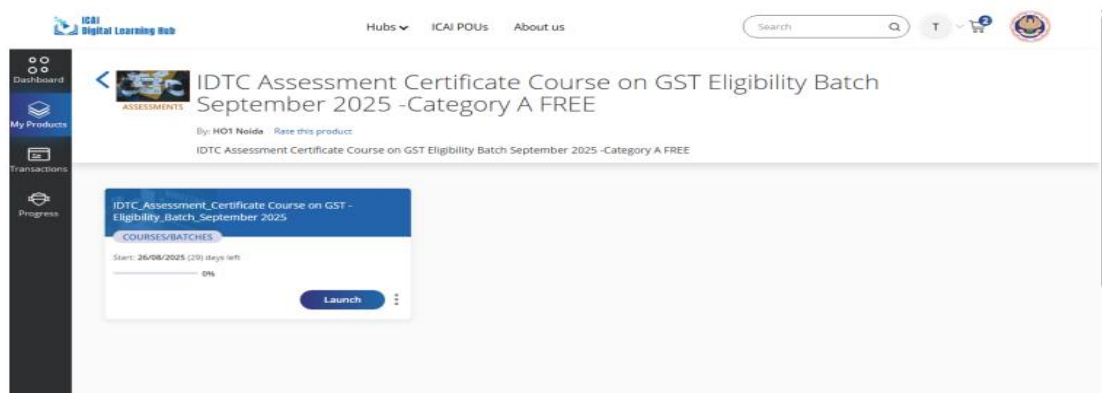 ICAI
Digital Learning Hub
Hubs
ICAI POUs
About us
Search
T
2
Dashboard
My Products
Transactions
Progress
ASSESSMENTS
IDTC Assessment Certificate Course on GST Eligibility Batch
September 2025 -Category A FREE
By: HO1 Noida Rate this product
IDTC Assessment Certificate Course on GST Eligibility Batch September 2025 -Category A FREE
IDTC_Assessment_Certificate Course on GST -
Eligibility_Batch_September 2025
COURSES/BATCHES
Start: 26/08/2025 (29) days left
0%
Launch